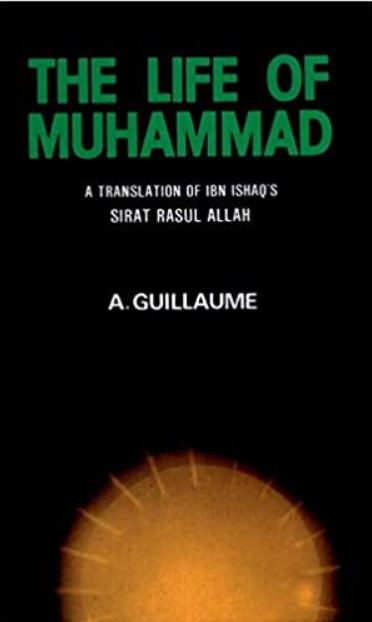 THE LIFE OF
MUHAMMAD
A TRANSLATION OF IBN ISHAQ'S
SIRAT RASUL ALLAH
A. GUILLAUME